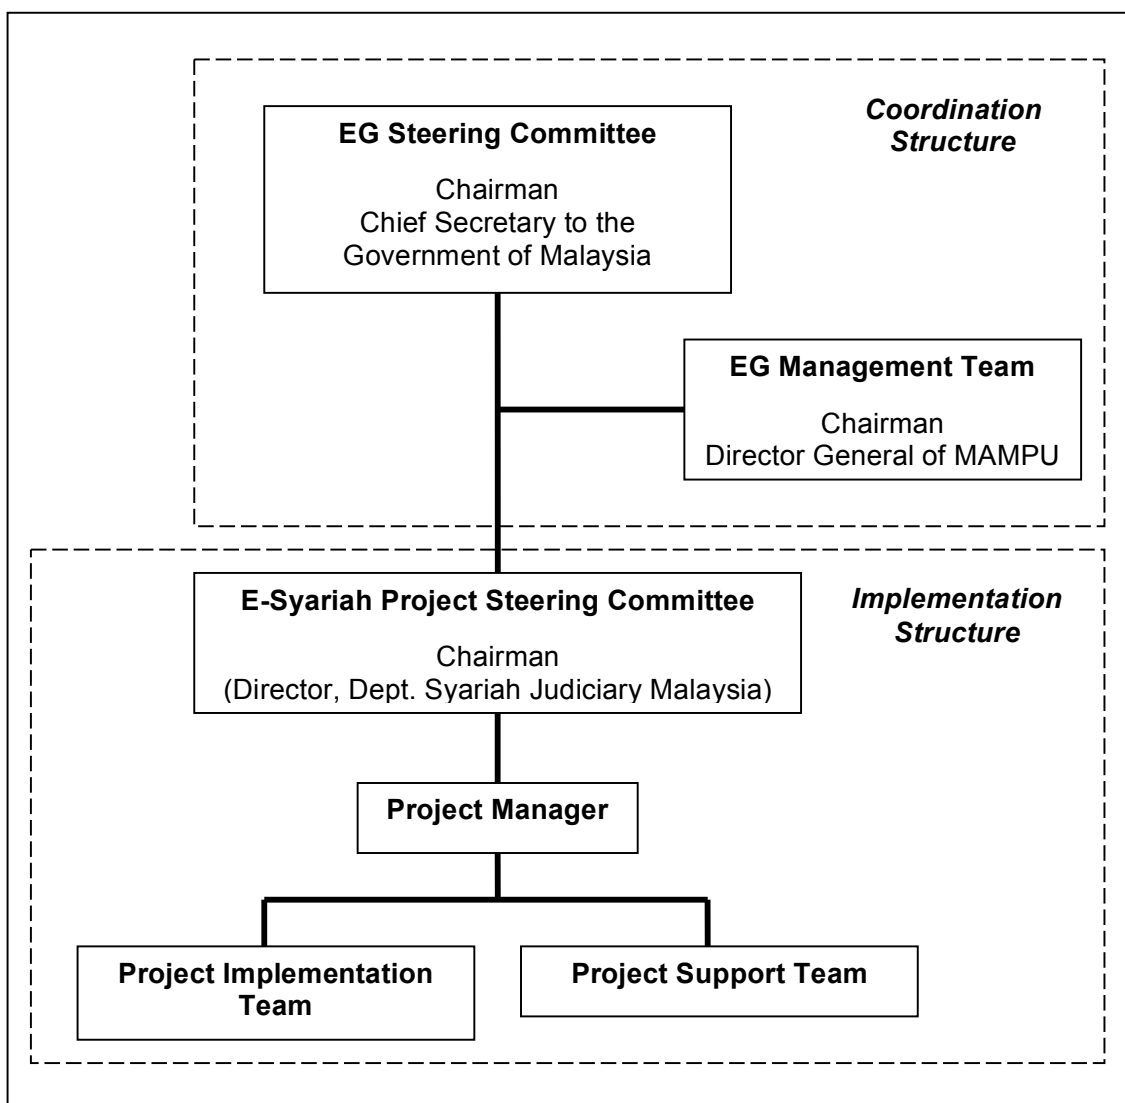 Coordination
Structure
EG Steering Committee
Chairman
Chief Secretary to the
Government of Malaysia
EG Management Team
Chairman
Director General of MAMPU
E-Syariah Project Steering Committee
Chairman
(Director, Dept. Syariah Judiciary Malaysia)
Implementation
Structure
Project Manager
Project Implementation
Team
Project Support Team